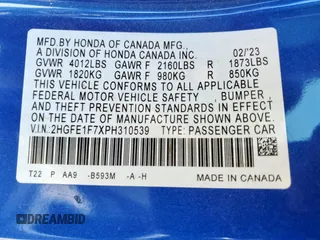 MFD.BY HONDA OF CANADA MFG.
A DIVISION OF HONDA CANADA INC. 02/'23
GVWR 4012LBS GAWR F 2160LBS R 1873LBS
GVWR 1820KG GAWR F 980KG R 850KG
THIS VEHICLE CONFORMS TO ALL APPLICABLE
FEDERAL MOTOR VEHICLE SAFETY , BUMPER ,
AND THEFT PREVENTION STANDARDS IN EFFECT
ON THE DATE OF MANUFACTURE SHOWN ABOVE.
V.I.N. 2HGFE1F7XPH310539 TYPE: PASSENGER CAR
T22 P AA9 -B593M -A -H
MADE IN CANADA
DREAMBID